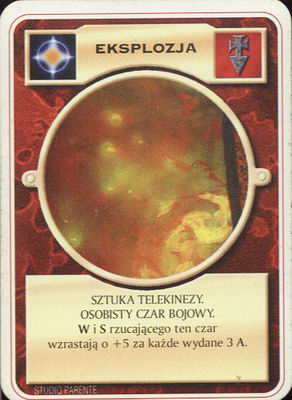 EKSPLOZJA
SZTUKA TELEKINEZY.
OSOBISTY CZAR BOJOWY.
W i S rzucającego ten czar
wzrastają o +5 za każde wydane 3 A.
STUDIO PARENTE